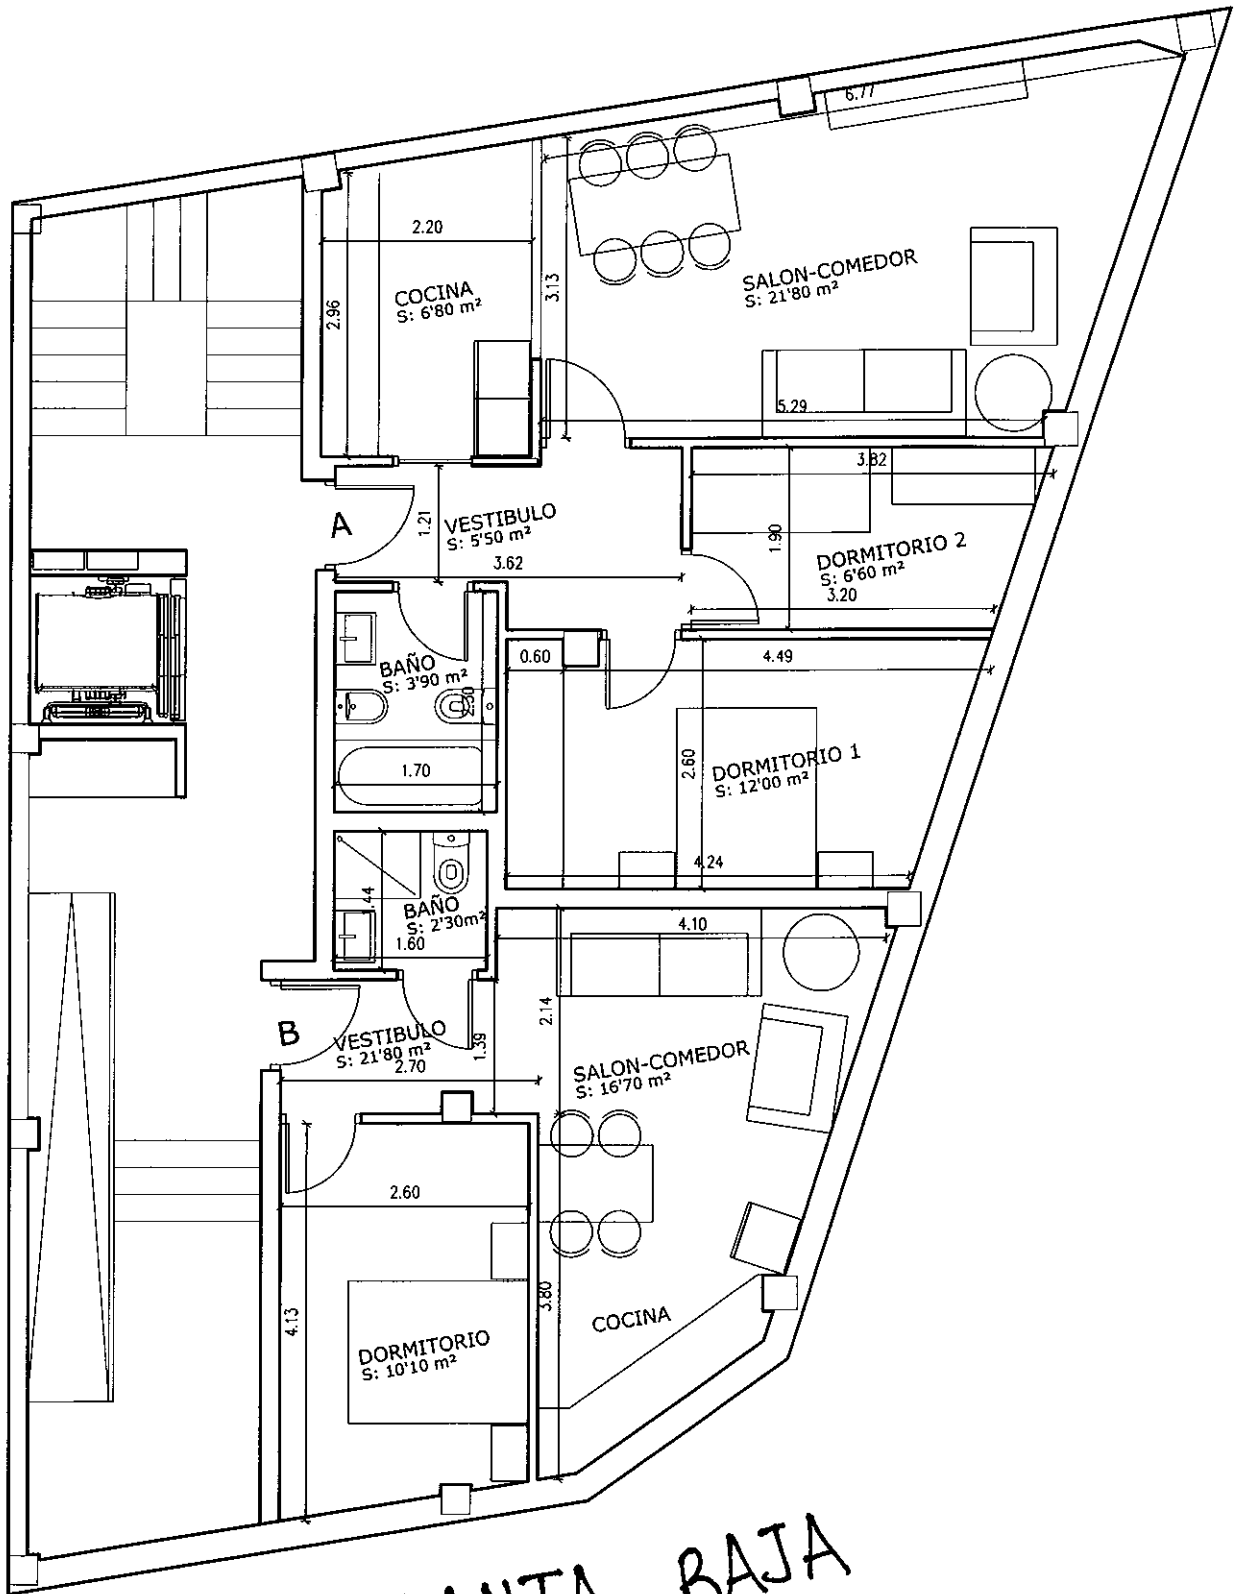 6.77
2.20
COCINA
S: 6'80 m²
2.96
3.13
SALON-COMEDOR
S: 21'80 m²
5.29
3.82
A
1.21
VESTIBULO
S: 5'50 m²
3.62
1.90
DORMITORIO 2
S: 6'60 m²
3.20
BAÑO
S: 3'90 m²
2.30
1.70
0.60
4.49
2.60
DORMITORIO 1
S: 12'00 m²
4.24
.44
BAÑO
S: 2'30m²
1.60
4.10
B
VESTIBULO
S: 21'80 m²
2.70
1.39
2.14
SALON-COMEDOR
S: 16'70 m²
2.60
4.13
3.80
DORMITORIO
S: 10'10 m²
COCINA
BAJA